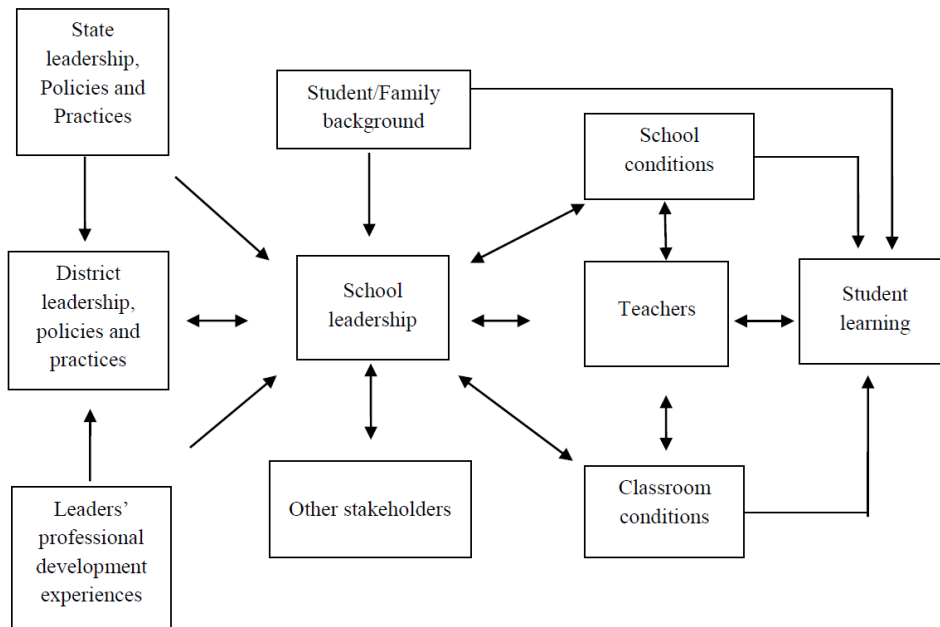 State
leadership,
Policies and
Practices
Student/Family
background
School
conditions
District
leadership,
policies and
practices
School
leadership
Teachers
Student
learning
Leaders’
professional
development
experiences
Other stakeholders
Classroom
conditions